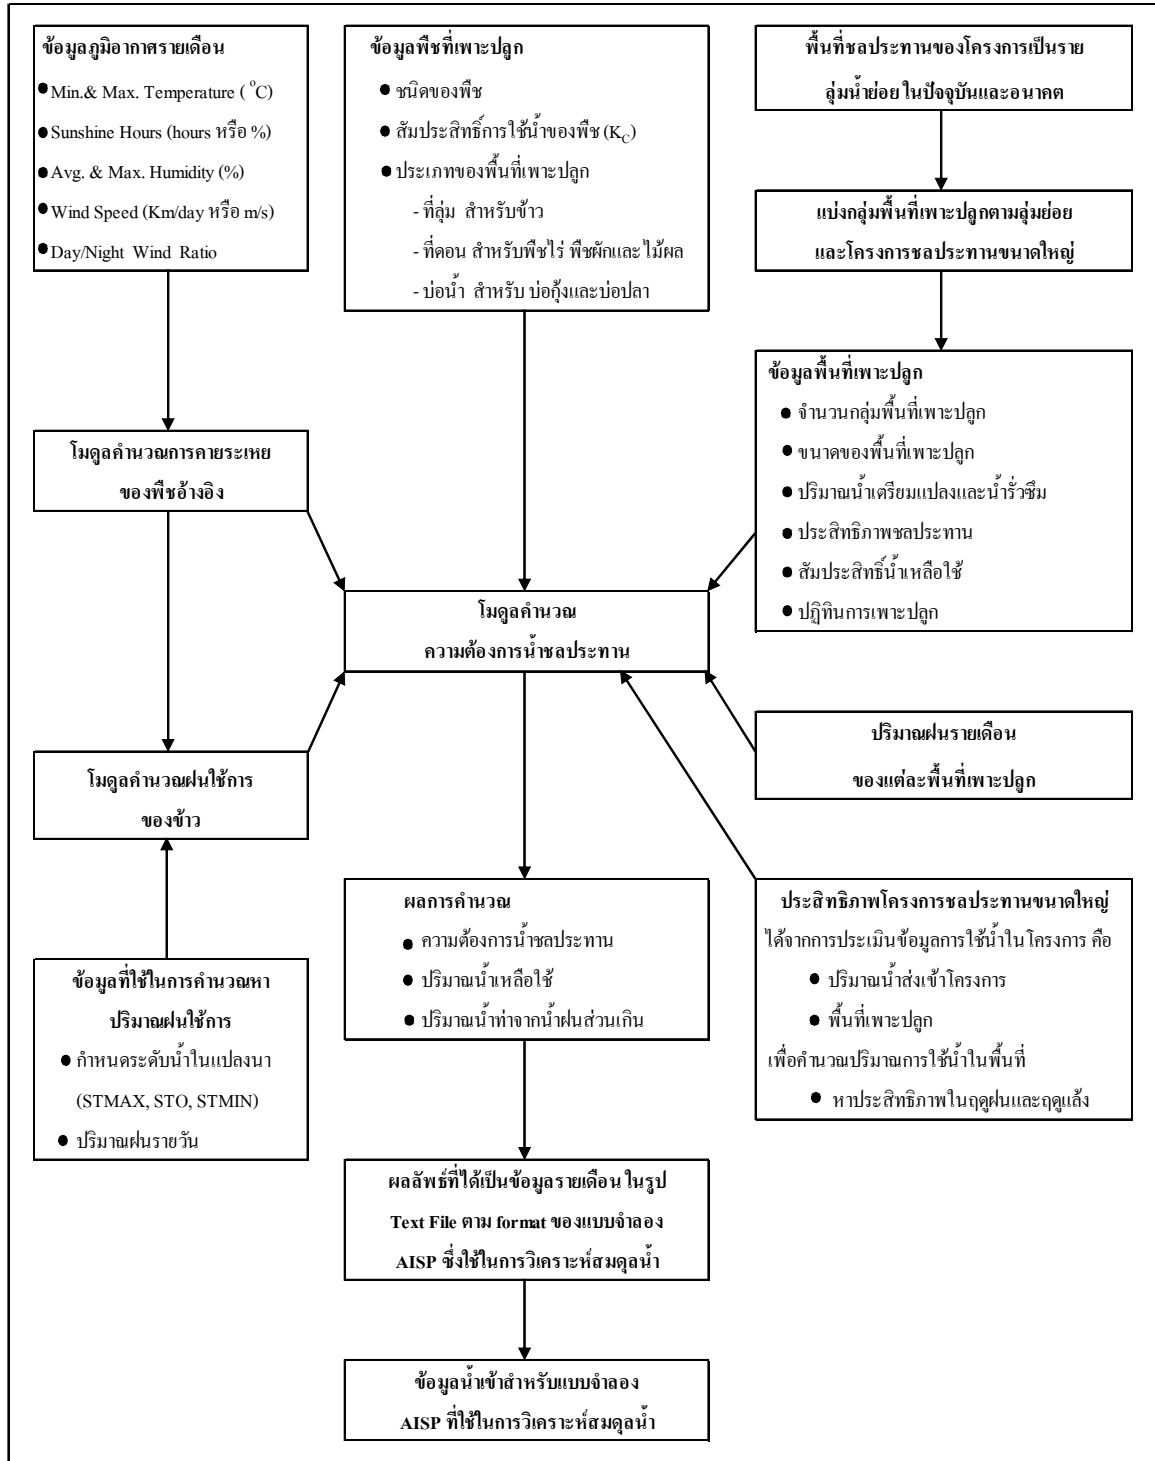 ข้อมูลภูมิอากาศรายเดือน
● Min.& Max. Temperature ( °C)
● Sunshine Hours (hours หรือ %)
● Avg. & Max. Humidity (%)
● Wind Speed (Km/day หรือ m/s)
● Day/Night Wind Ratio
ข้อมูลพืชที่เพาะปลูก
● ชนิดของพืช
● สัมประสิทธิ์การใช้น้ำของพืช (KC)
● ประเภทของพื้นที่เพาะปลูก
- ที่ลุ่ม สำหรับข้าว
- ที่ดอน สำหรับพืชไร่ พืชผักและไม้ผล
- บ่อน้ำ สำหรับ บ่อกุ้งและบ่อปลา
พื้นที่ชลประทานของโครงการเป็นราย
ลุ่มน้ำย่อย ในปัจจุบันและอนาคต
แบ่งกลุ่มพื้นที่เพาะปลูกตามลุ่มย่อย
และโครงการชลประทานขนาดใหญ่
ข้อมูลพื้นที่เพาะปลูก
● จำนวนกลุ่มพื้นที่เพาะปลูก
● ขนาดของพื้นที่เพาะปลูก
● ปริมาณน้ำเตรียมแปลงและน้ำรั่วซึม
● ประสิทธิภาพชลประทาน
● สัมประสิทธิ์น้ำเหลือใช้
● ปฏิทินการเพาะปลูก
โมดูลคำนวณการคายระเหย
ของพืชอ้างอิง
โมดูลคำนวณ
ความต้องการน้ำชลประทาน
ปริมาณฝนรายเดือน
ของแต่ละพื้นที่เพาะปลูก
โมดูลคำนวณฝนใช้การ
ของข้าว
ผลการคำนวณ
● ความต้องการน้ำชลประทาน
● ปริมาณน้ำเหลือใช้
● ปริมาณน้ำท่าจากน้ำฝนส่วนเกิน
ประสิทธิภาพโครงการชลประทานขนาดใหญ่
ได้จากการประเมินข้อมูลการใช้น้ำในโครงการ คือ
● ปริมาณน้ำส่งเข้าโครงการ
● พื้นที่เพาะปลูก
เพื่อคำนวณปริมาณการใช้น้ำในพื้นที่
● หาประสิทธิภาพในฤดูฝนและฤดูแล้ง
ข้อมูลที่ใช้ในการคำนวณหา
ปริมาณฝนใช้การ
● กำหนดระดับน้ำในแปลงนา
(STMAX, STO, STMIN)
● ปริมาณฝนรายวัน
ผลลัพธ์ที่ได้เป็นข้อมูลรายเดือน ในรูป
Text File ตาม format ของแบบจำลอง
AISP ซึ่งใช้ในการวิเคราะห์สมดุลน้ำ
ข้อมูลน้ำเข้าสำหรับแบบจำลอง
AISP ที่ใช้ในการวิเคราะห์สมดุลน้ำ